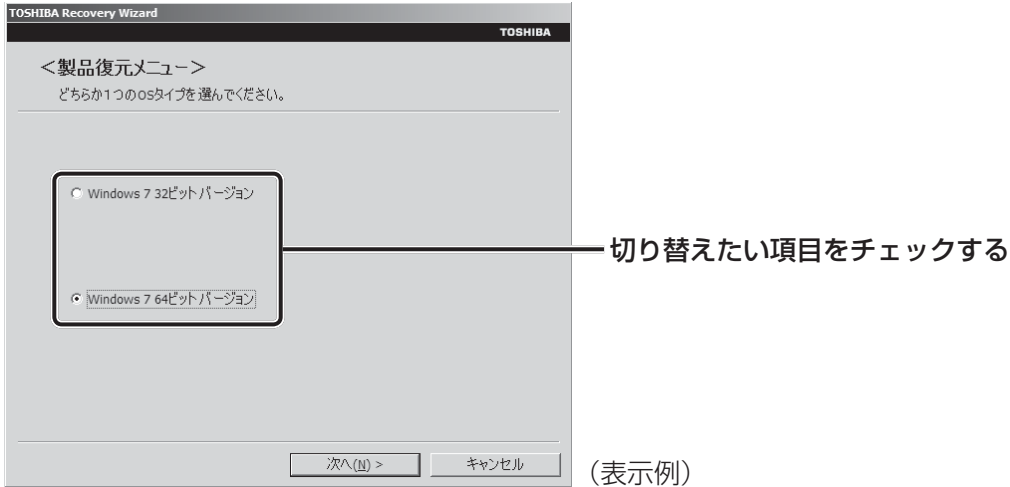 TOSHIBA Recovery Wizard
TOSHIBA
＜製品復元メニュー＞
どちらか1つのOSタイプを選んでください。
Windows 7 32ビットバージョン
切り替えたい項目をチェックする
Windows 7 64ビットバージョン
次へ(N) >
キャンセル
（表示例）